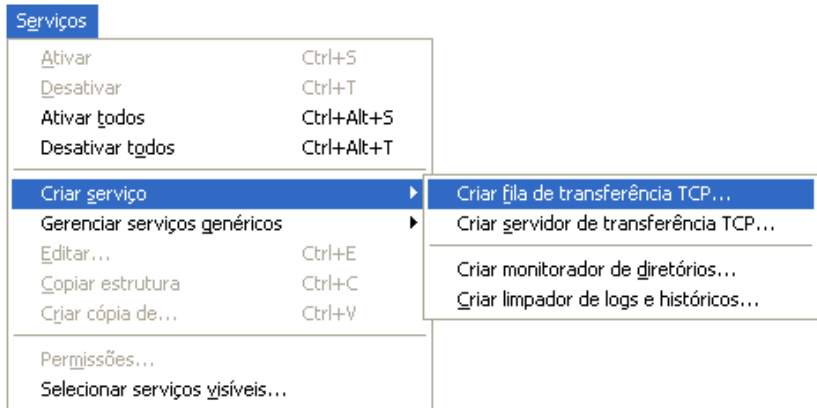 Serviços
Ativar Ctrl+S
Desativar Ctrl+T
Ativar todos Ctrl+Alt+S
Desativar todos Ctrl+Alt+T
Criar serviço
Gerenciar serviços genéricos
Editar... Ctrl+E
Copiar estrutura Ctrl+C
Criar cópia de... Ctrl+V
Permissões...
Selecionar serviços visíveis...
Criar fila de transferência TCP...
Criar servidor de transferência TCP...
Criar monitorador de diretórios...
Criar limpador de logs e históricos...